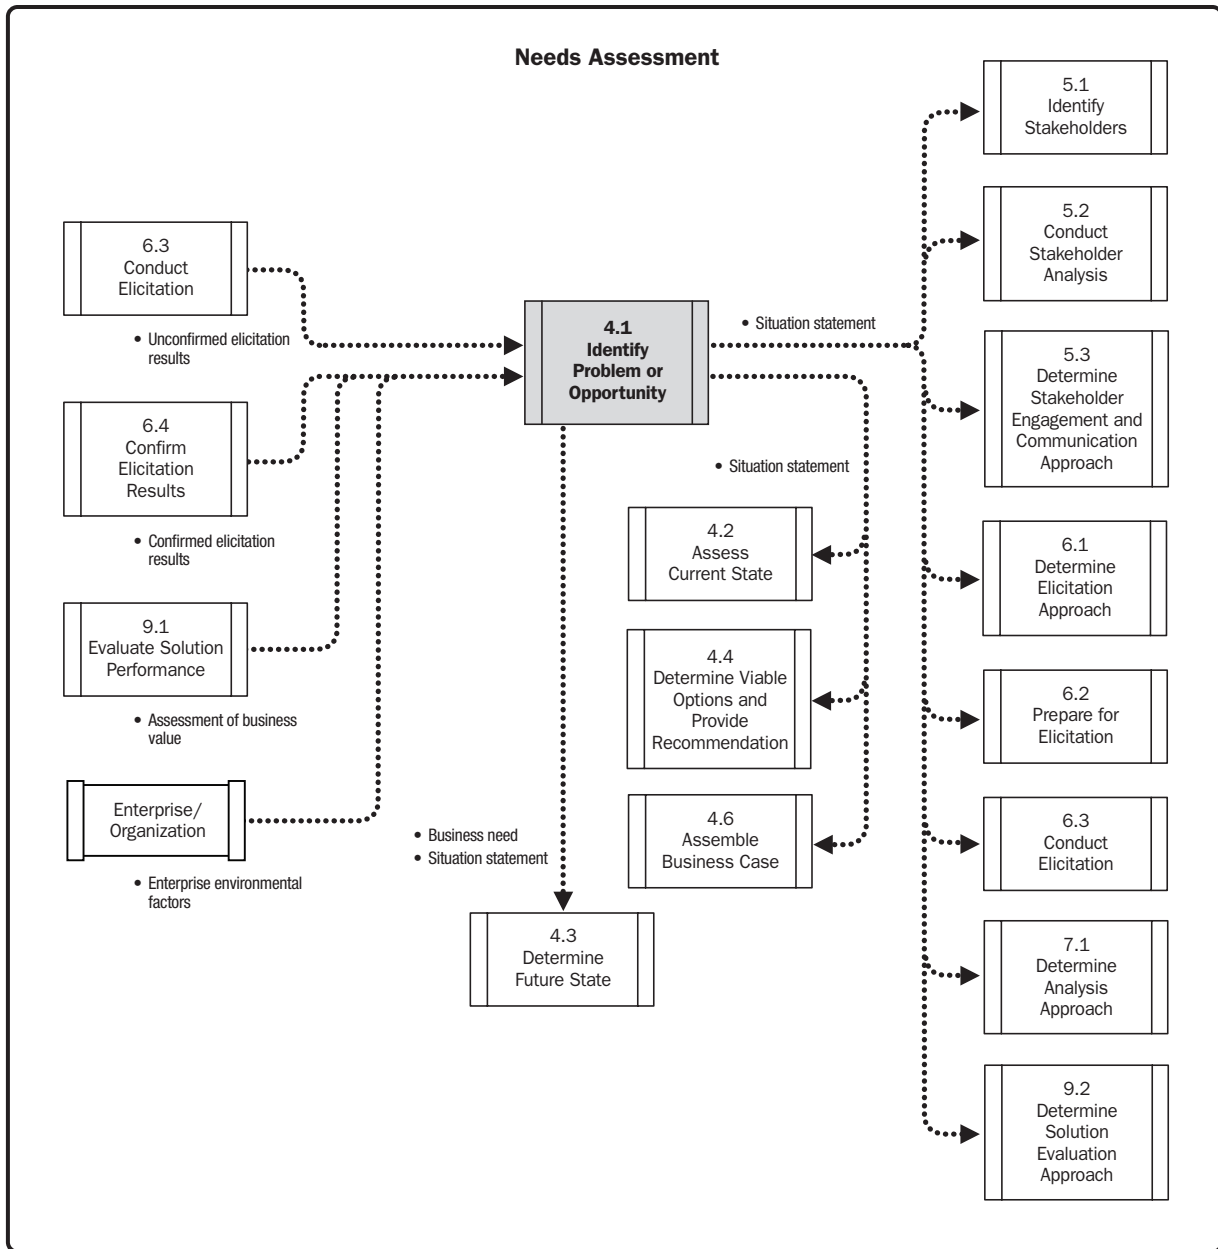 Needs Assessment
6.3
Conduct
Elicitation
• Unconfirmed elicitation
results
6.4
Confirm
Elicitation
Results
• Confirmed elicitation
results
9.1
Evaluate Solution
Performance
• Assessment of business
value
Enterprise/
Organization
• Enterprise environmental
factors
4.1
Identify
Problem or
Opportunity
• Situation statement
• Situation statement
• Business need
• Situation statement
4.3
Determine
Future State
4.2
Assess
Current State
4.4
Determine Viable
Options and
Provide
Recommendation
4.6
Assemble
Business Case
5.1
Identify
Stakeholders
5.2
Conduct
Stakeholder
Analysis
5.3
Determine
Stakeholder
Engagement and
Communication
Approach
6.1
Determine
Elicitation
Approach
6.2
Prepare for
Elicitation
6.3
Conduct
Elicitation
7.1
Determine
Analysis
Approach
9.2
Determine
Solution
Evaluation
Approach